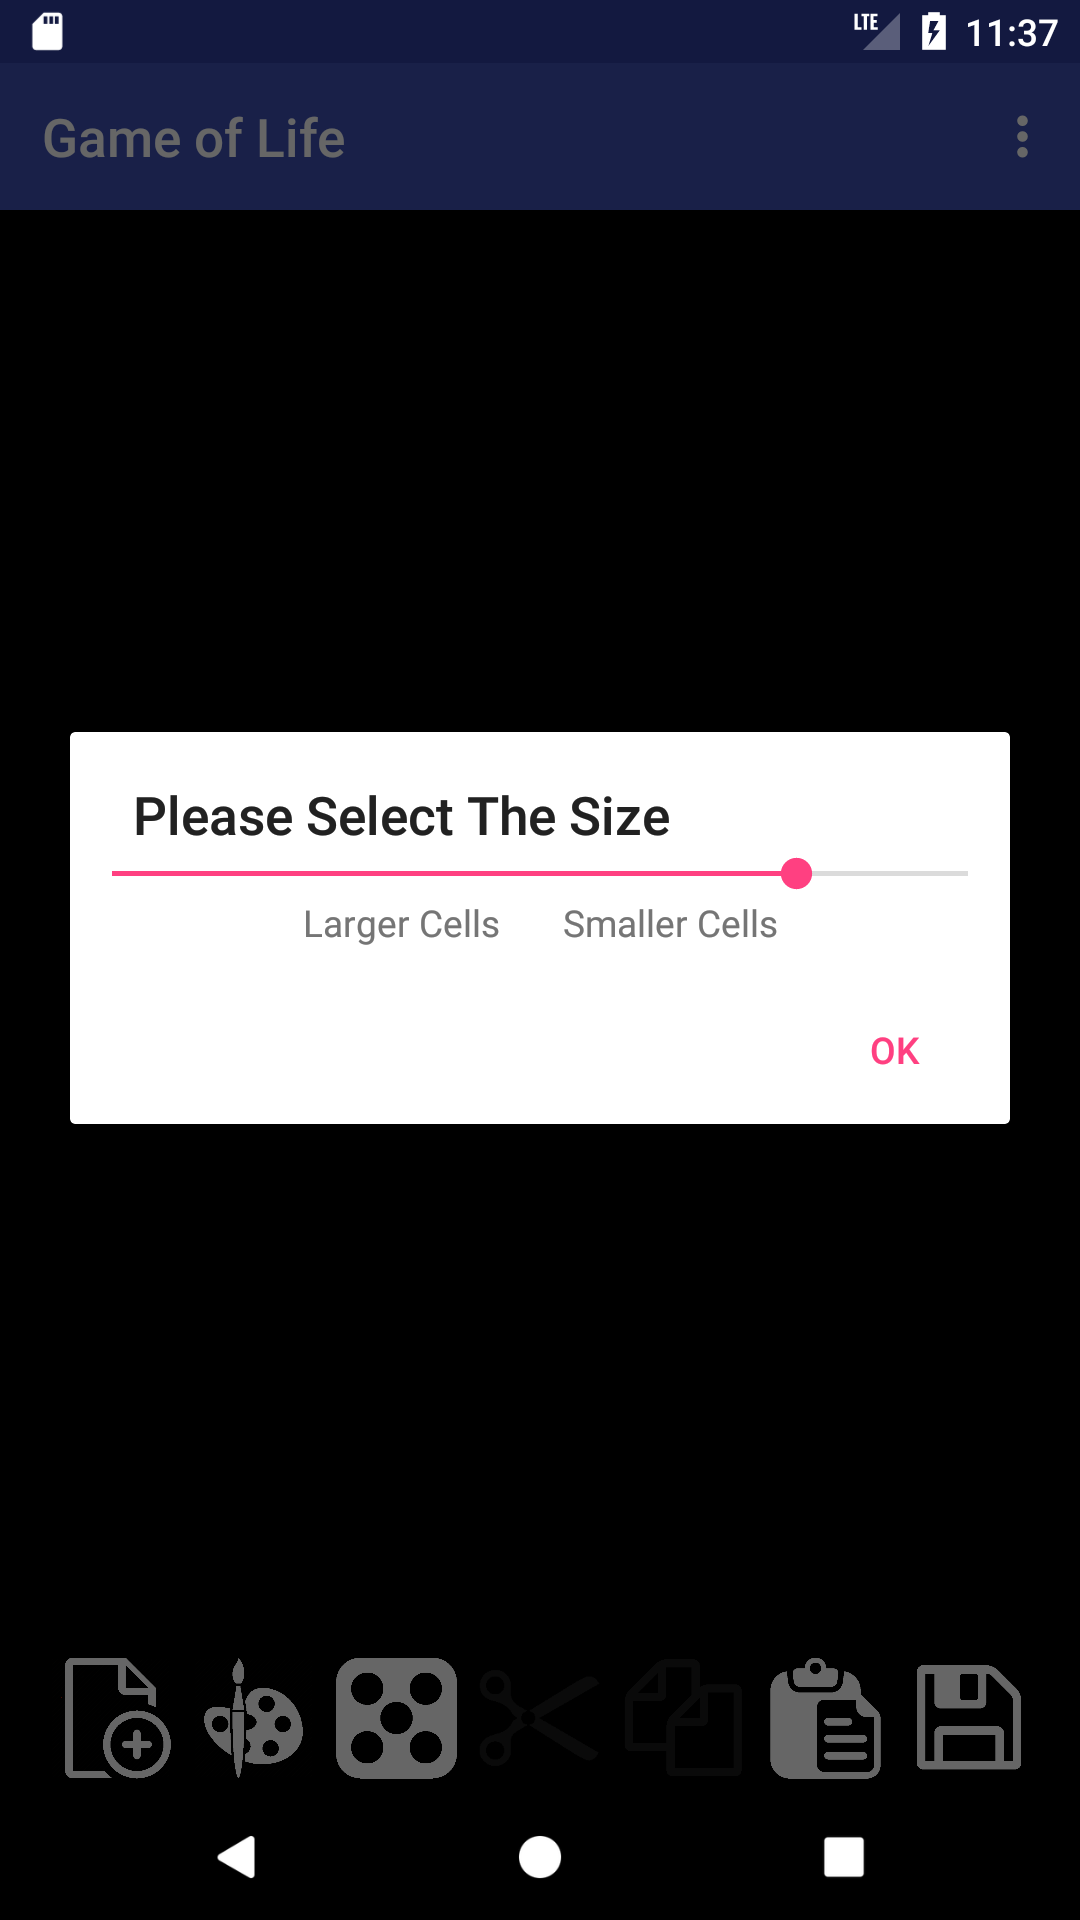 LTE 11:37
Game of Life
Please Select The Size
Larger Cells Smaller Cells
OK